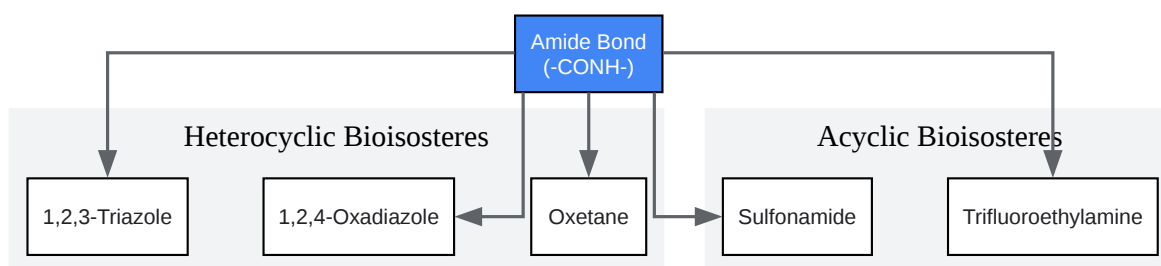 Amide Bond
(-CONH-)
Heterocyclic Bioisosteres
Acyclic Bioisosteres
1,2,3-Triazole
1,2,4-Oxadiazole
Oxetane
Sulfonamide
Trifluoroethylamine